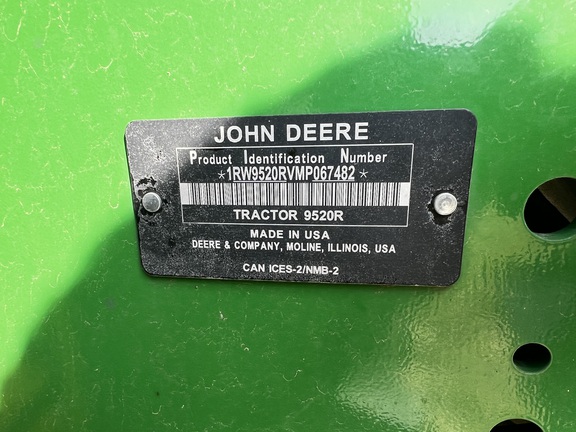 JOHN DEERE
Product Identification Number
*1RW9520RVMP067482*
TRACTOR 9520R
MADE IN USA
DEERE & COMPANY, MOLINE, ILLINOIS, USA
CAN ICES-2/NMB-2